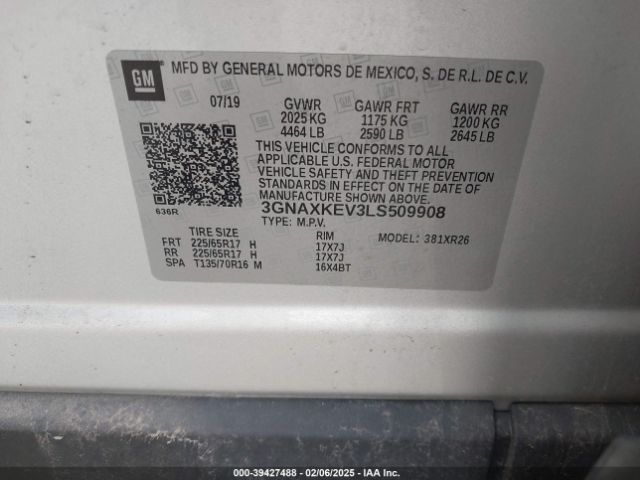 GM MFD BY GENERAL MOTORS DE MEXICO, S. DE R.L. DE C.V.
07/19 GVWR GAWR FRT GAWR RR
2025 KG 1175 KG 1200 KG
4464 LB 2590 LB 2645 LB
THIS VEHICLE CONFORMS TO ALL
APPLICABLE U.S. FEDERAL MOTOR
VEHICLE SAFETY AND THEFT PREVENTION
STANDARDS IN EFFECT ON THE DATE OF
MANUFACTURE SHOWN ABOVE.
636R 3GNAXKEV3LS509908
TYPE: M.P.V.
TIRE SIZE RIM MODEL: 381XR26
FRT 225/65R17 H 17X7J
RR 225/65R17 H 17X7J
SPA T135/70R16 M 16X4BT
000-39427488 - 02/06/2025 - IAA Inc.